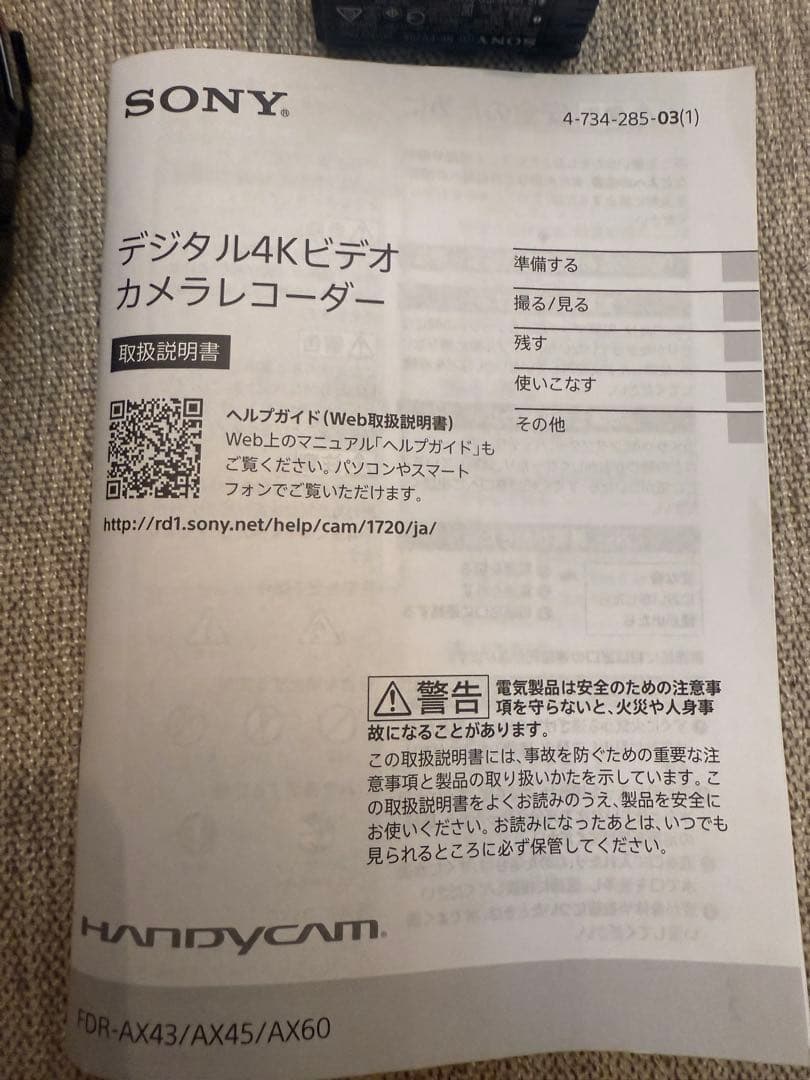 SONY
SONY®
4-734-285-03(1)
デジタル4Kビデオ
カメラレコーダー
取扱説明書
準備する
撮る/見る
残す
使いこなす
その他
ヘルプガイド(Web取扱説明書)
Web上のマニュアル「ヘルプガイド」も
ご覧ください。パソコンやスマート
フォンでご覧いただけます。
http://rd1.sony.net/help/cam/1720/ja/
警告 電気製品は安全のための注意事
項を守らないと、火災や人身事
故になることがあります。
この取扱説明書には、事故を防ぐための重要な注
意事項と製品の取り扱いかたを示しています。こ
の取扱説明書をよくお読みのうえ、製品を安全に
お使いください。お読みになったあとは、いつでも
見られるところに必ず保管してください。
HANDYCAM®
FDR-AX43/AX45/AX60